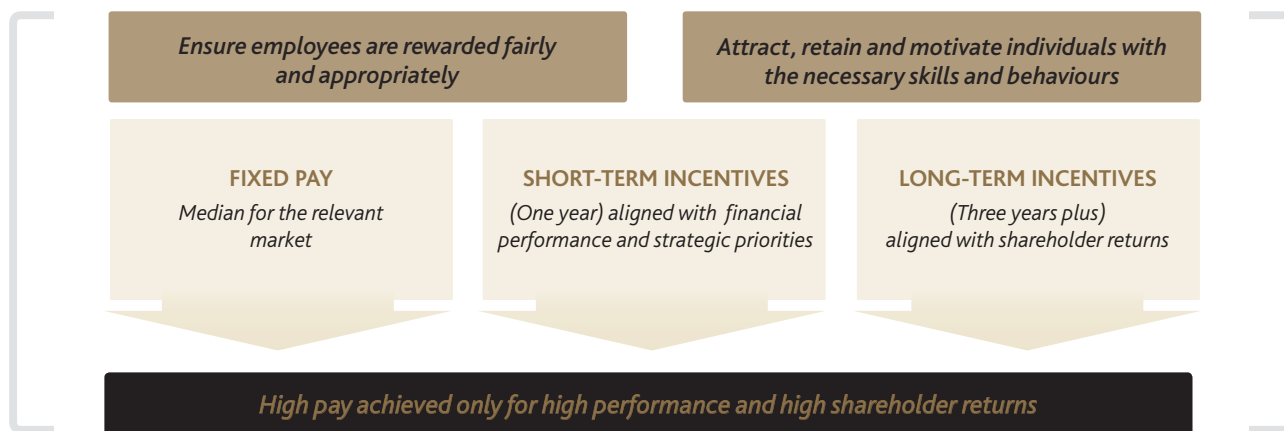 Ensure employees are rewarded fairly
and appropriately
Attract, retain and motivate individuals with
the necessary skills and behaviours
FIXED PAY
Median for the relevant
market
SHORT-TERM INCENTIVES
(One year) aligned with financial
performance and strategic priorities
LONG-TERM INCENTIVES
(Three years plus)
aligned with shareholder returns
High pay achieved only for high performance and high shareholder returns